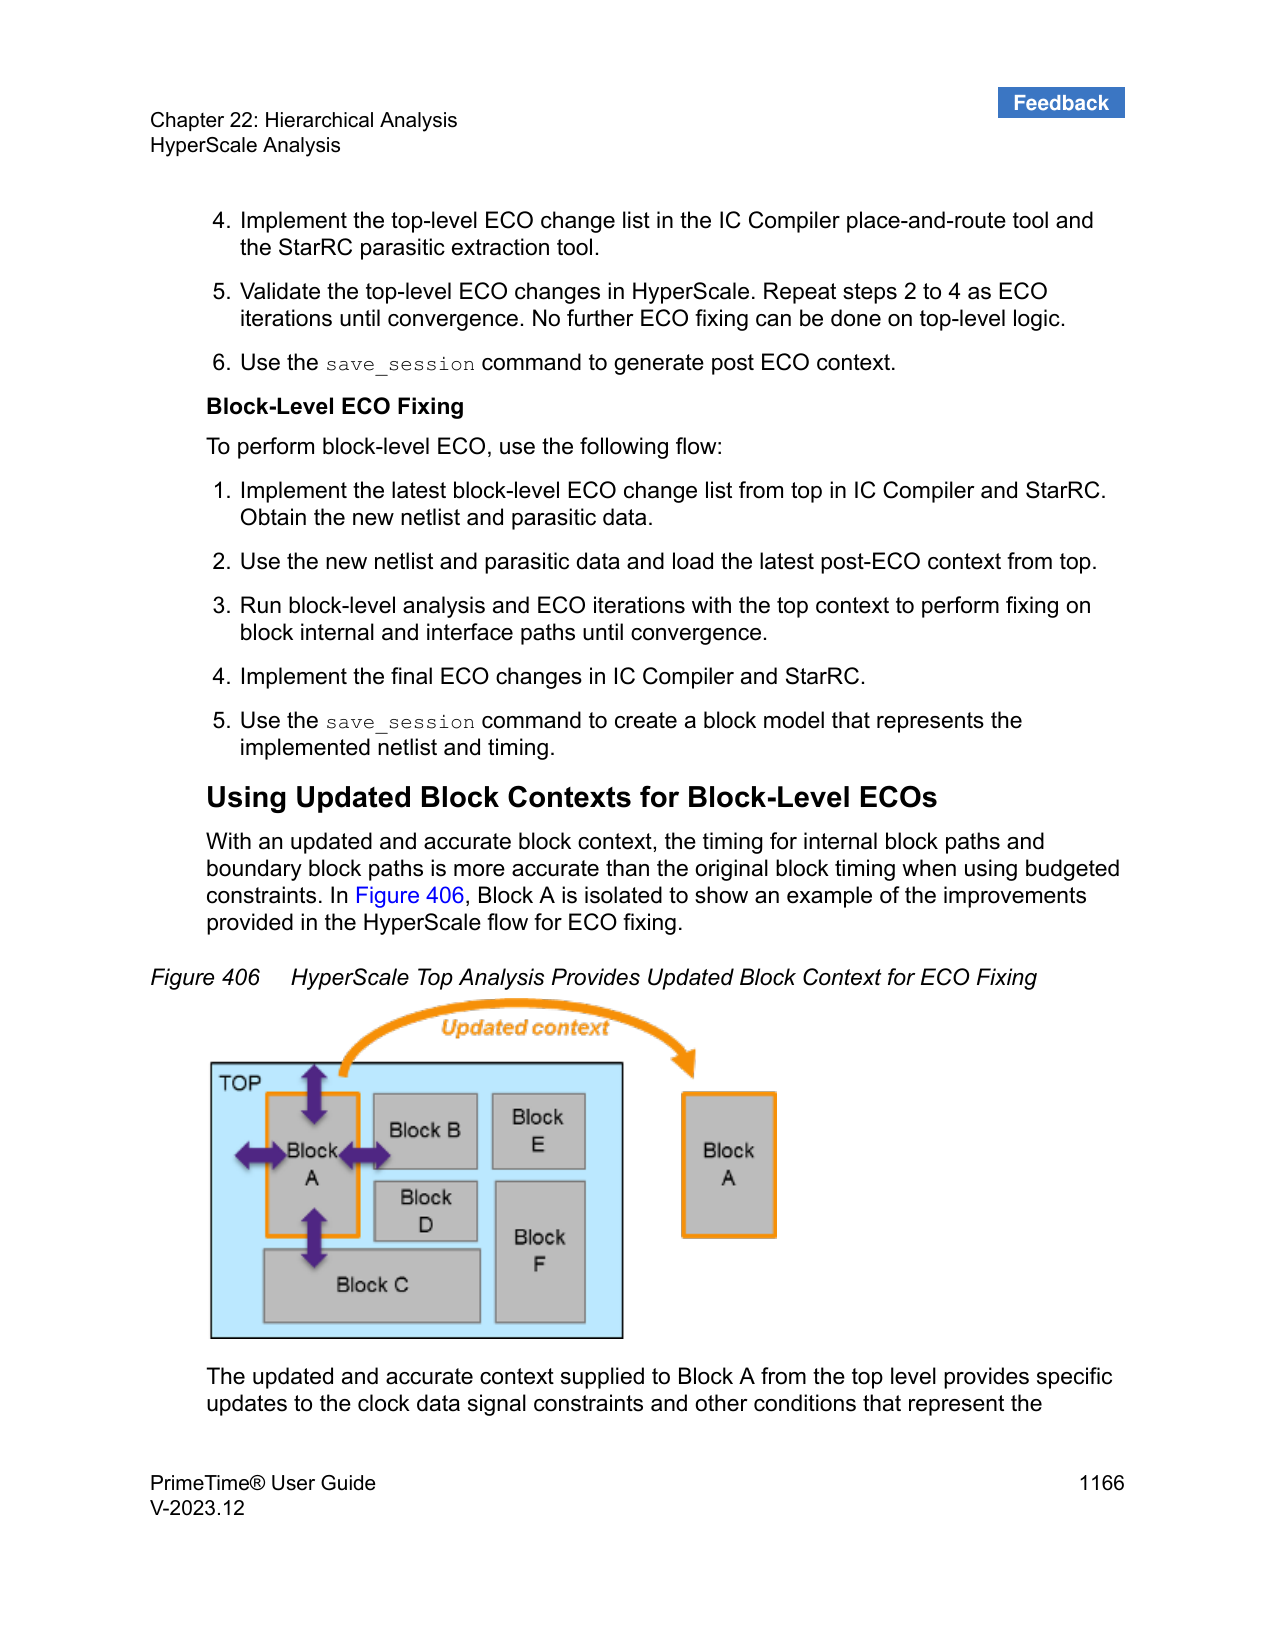 Feedback
Chapter 22: Hierarchical Analysis
HyperScale Analysis
4. Implement the top-level ECO change list in the IC Compiler place-and-route tool and
the StarRC parasitic extraction tool.
5. Validate the top-level ECO changes in HyperScale. Repeat steps 2 to 4 as ECO
iterations until convergence. No further ECO fixing can be done on top-level logic.
6. Use the save_session command to generate post ECO context.
Block-Level ECO Fixing
To perform block-level ECO, use the following flow:
1. Implement the latest block-level ECO change list from top in IC Compiler and StarRC.
Obtain the new netlist and parasitic data.
2. Use the new netlist and parasitic data and load the latest post-ECO context from top.
3. Run block-level analysis and ECO iterations with the top context to perform fixing on
block internal and interface paths until convergence.
4. Implement the final ECO changes in IC Compiler and StarRC.
5. Use the save_session command to create a block model that represents the
implemented netlist and timing.
Using Updated Block Contexts for Block-Level ECOs
With an updated and accurate block context, the timing for internal block paths and
boundary block paths is more accurate than the original block timing when using budgeted
constraints. In Figure 406, Block A is isolated to show an example of the improvements
provided in the HyperScale flow for ECO fixing.
Figure 406 HyperScale Top Analysis Provides Updated Block Context for ECO Fixing
Updated context
TOP
Block
A
Block B
Block
E
Block
D
Block
F
Block C
Block
A
The updated and accurate context supplied to Block A from the top level provides specific
updates to the clock data signal constraints and other conditions that represent the
PrimeTime® User Guide
V-2023.12
1166